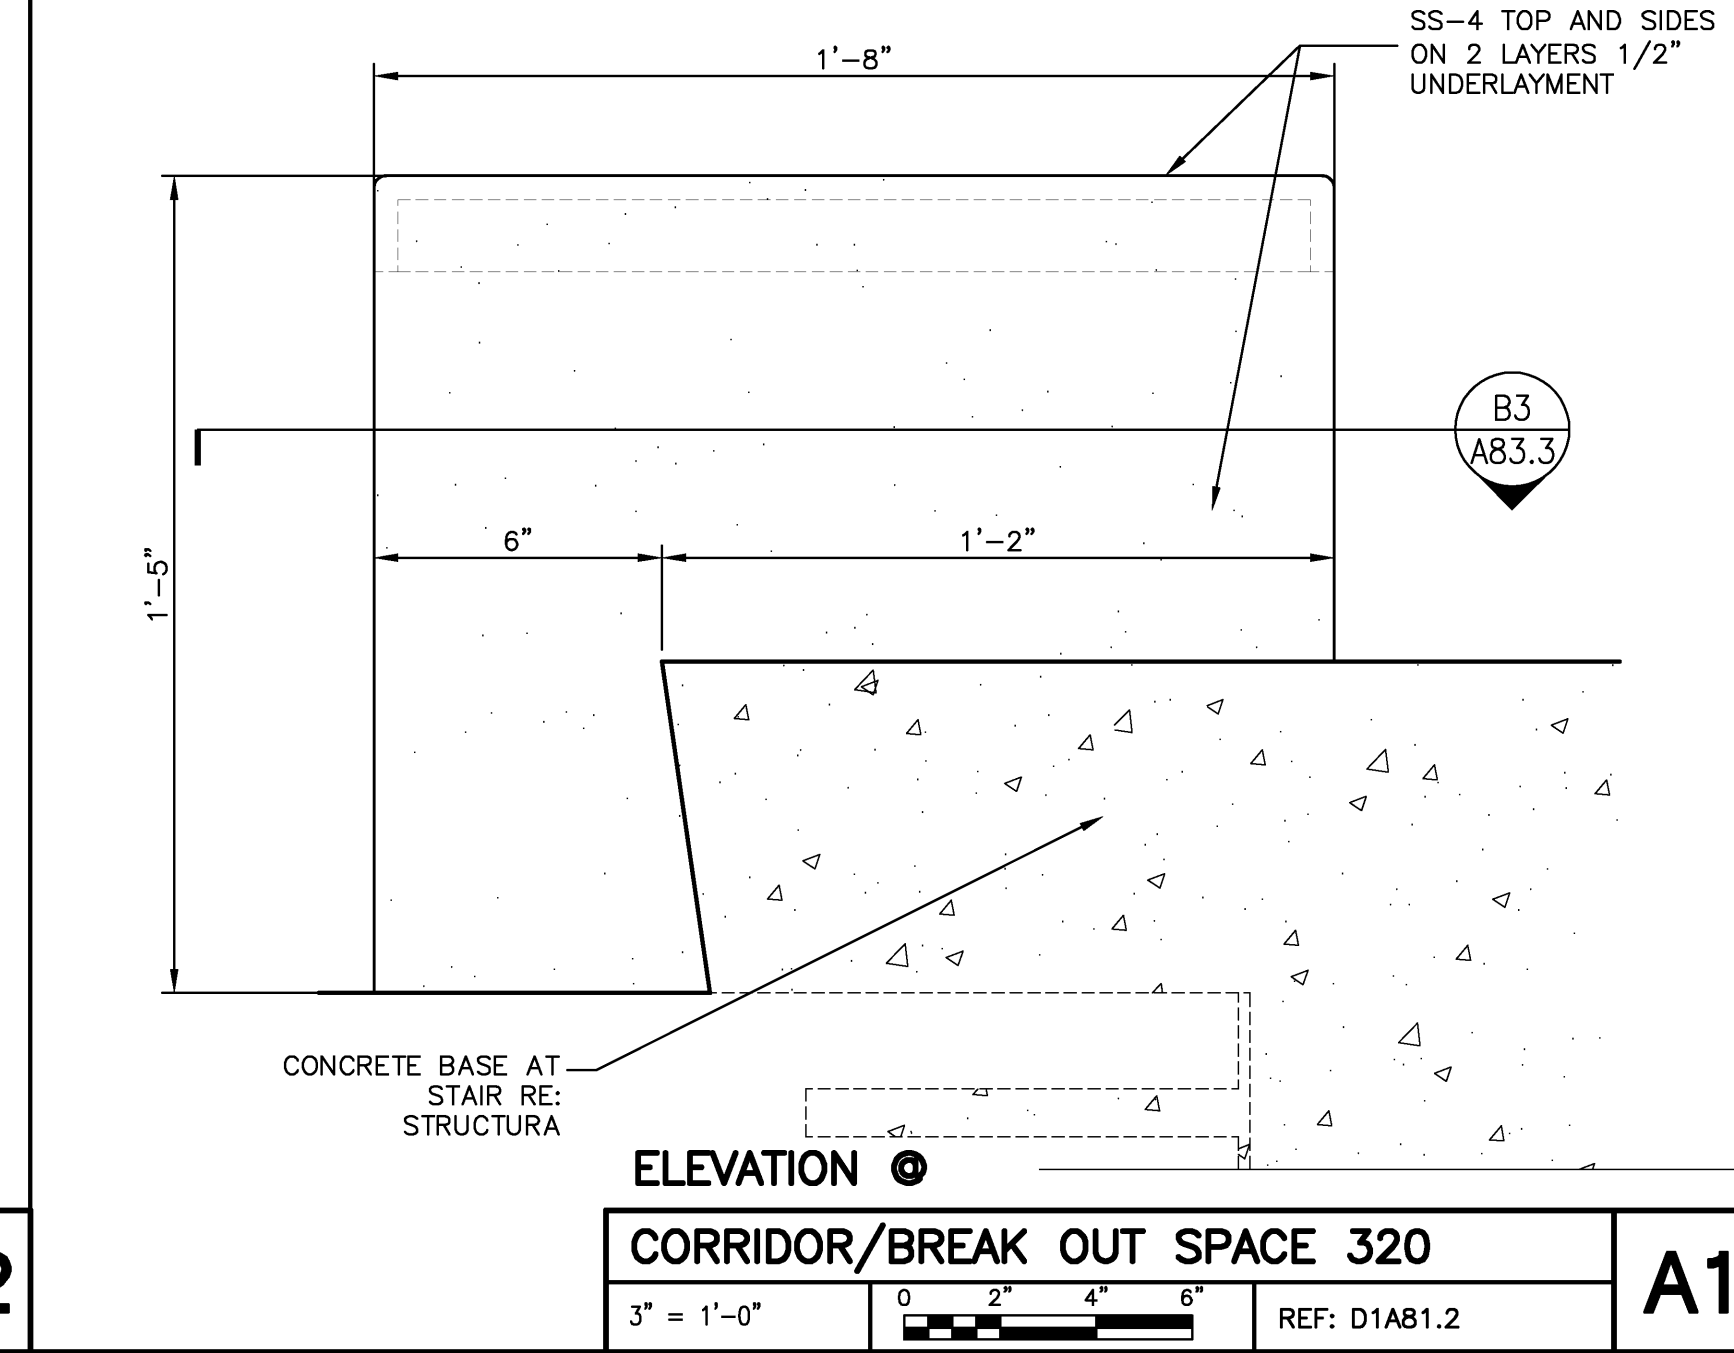 SS-4 TOP AND SIDES
ON 2 LAYERS 1/2"
UNDERLAYMENT
1'-8"
B3
A83.3
6"
1'-2"
1'-5"
CONCRETE BASE AT
STAIR RE:
STRUCTURA
ELEVATION @
CORRIDOR/BREAK OUT SPACE 320
3" = 1'-0"
0 2" 4" 6"
REF: D1A81.2
A1
2